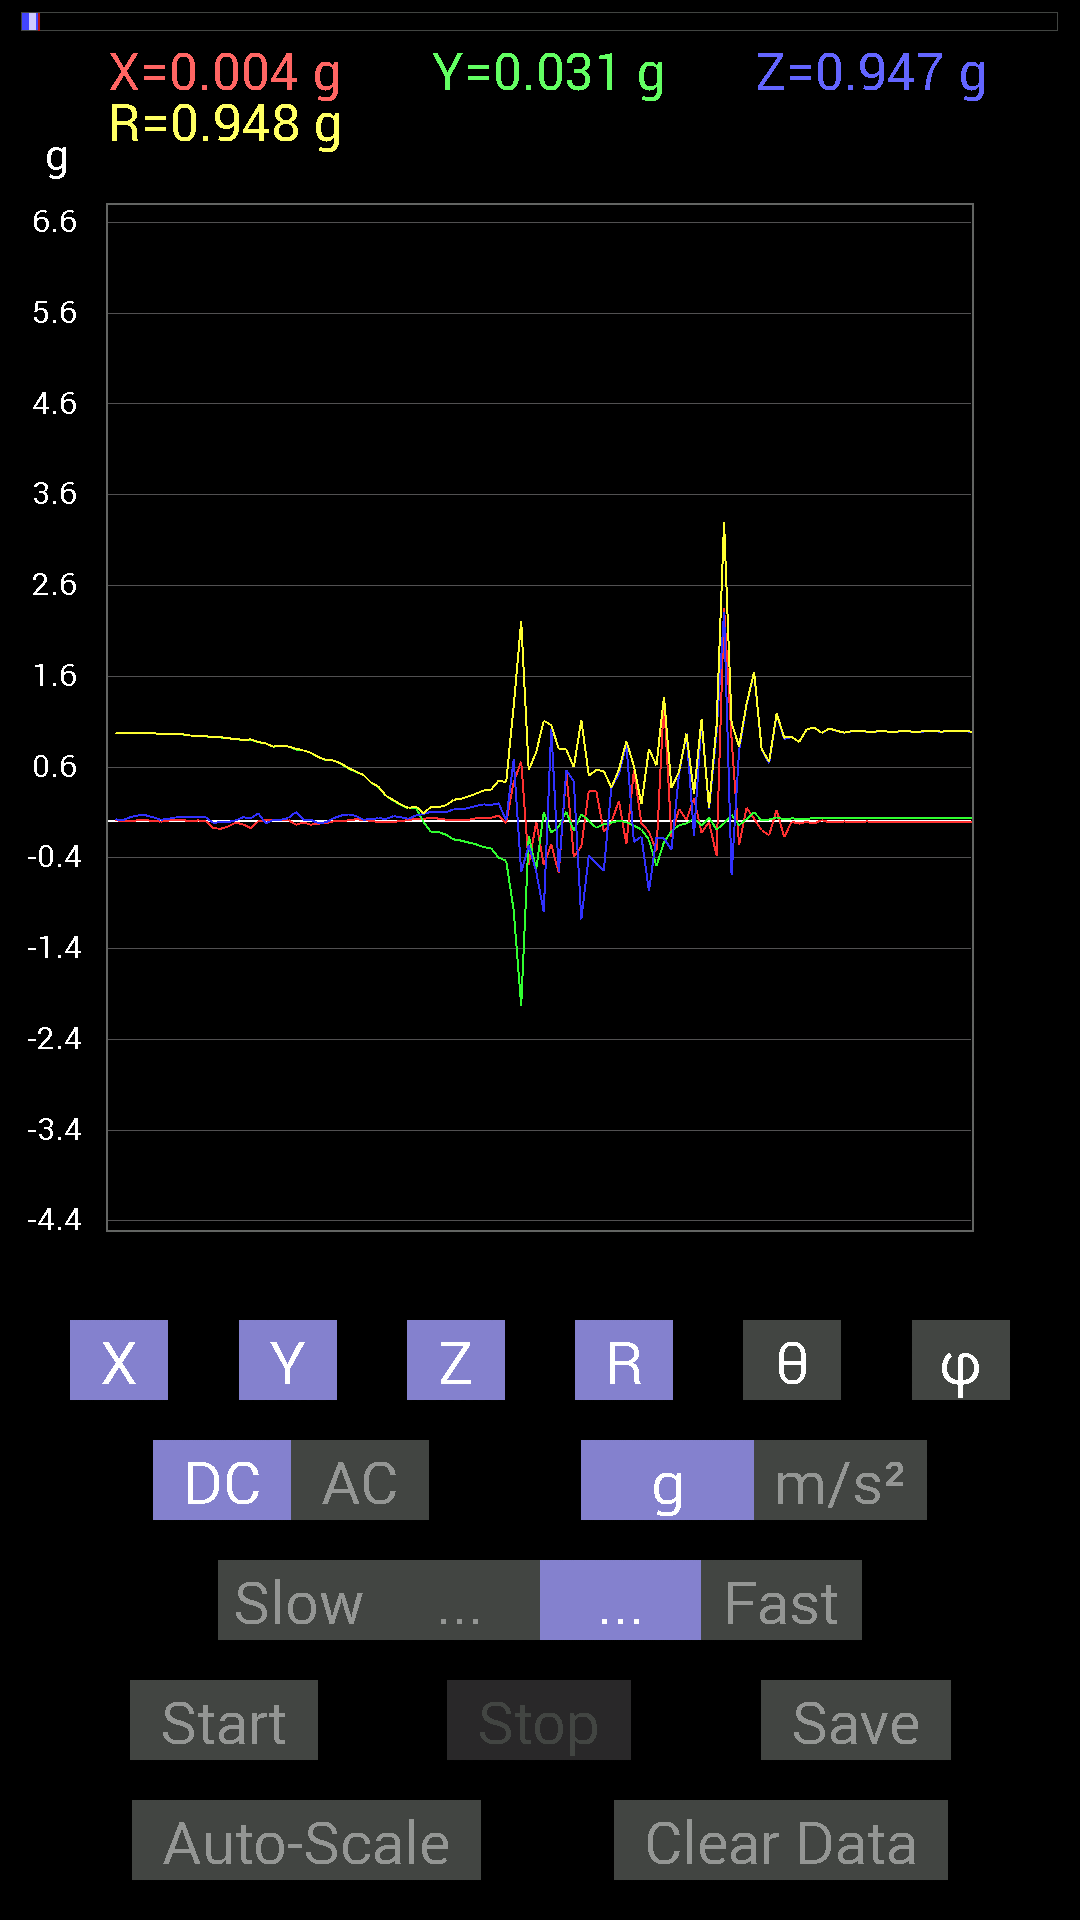 X=0.004 g Y=0.031 g Z=0.947 g
R=0.948 g
g
6.6
5.6
4.6
3.6
2.6
1.6
0.6
-0.4
-1.4
-2.4
-3.4
-4.4
X Y Z R θ φ
DC AC g m/s²
Slow ... ... Fast
Start Stop Save
Auto-Scale Clear Data